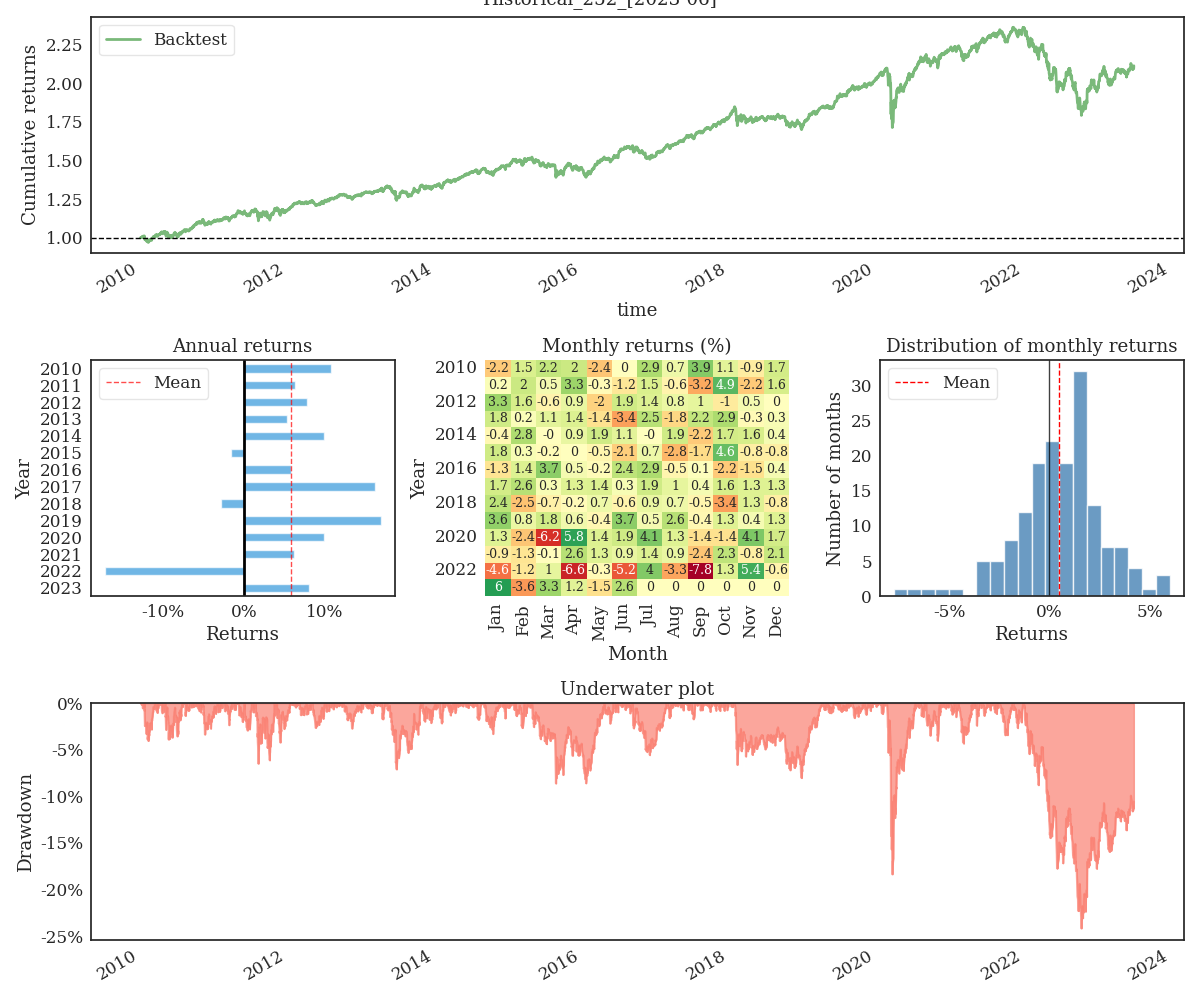 Historical_252_[2023-06]
Backtest
Cumulative returns
2.25
2.00
1.75
1.50
1.25
1.00
2010 2012 2014 2016 2018 2020 2022 2024
time
Annual returns
Mean
Year
2010
2011
2012
2013
2014
2015
2016
2017
2018
2019
2020
2021
2022
2023
-10% 0% 10%
Returns
Monthly returns (%)
Year
2010 -2.2 1.5 2.2 2 -2.4 0 2.9 0.7 3.9 1.1 -0.9 1.7
0.2 2 0.5 3.3 -0.3 -1.2 1.5 -0.6 -3.2 4.9 -2.2 1.6
2012 3.3 1.6 -0.6 0.9 -2 1.9 1.4 0.8 1 -1 0.5 0
1.8 0.2 1.1 1.4 -1.4 -3.4 2.5 -1.8 2.2 2.9 -0.3 0.3
2014 -0.4 2.8 -0 0.9 1.9 1.1 -0 1.9 -2.2 1.7 1.6 0.4
1.8 0.3 -0.2 0 -0.5 -2.1 0.7 -2.8 -1.7 4.6 -0.8 -0.8
2016 -1.3 1.4 3.7 0.5 -0.2 2.4 2.9 -0.5 0.1 -2.2 -1.5 0.4
1.7 2.6 0.3 1.3 1.4 0.3 1.9 1 0.4 1.6 1.3 1.3
2018 2.4 -2.5 -0.7 -0.2 0.7 -0.6 0.9 0.7 -0.5 -3.4 1.3 -0.8
3.6 0.8 1.8 0.6 -0.4 3.7 0.5 2.6 -0.4 1.3 0.4 1.3
2020 1.3 -2.4 -6.2 5.8 1.4 1.9 4.1 1.3 -1.4 -1.4 4.1 1.7
-0.9 -1.3 -0.1 2.6 1.3 0.9 1.4 0.9 -2.4 2.3 -0.8 2.1
2022 -4.6 -1.2 1 -6.6 -0.3 -5.2 4 -3.3 -7.8 1.3 5.4 -0.6
6 -3.6 3.3 1.2 -1.5 2.6 0 0 0 0 0 0
Jan Feb Mar Apr May Jun Jul Aug Sep Oct Nov Dec
Month
Distribution of monthly returns
Mean
Number of months
30
25
20
15
10
5
0
-5% 0% 5%
Returns
Underwater plot
Drawdown
0%
-5%
-10%
-15%
-20%
-25%
2010 2012 2014 2016 2018 2020 2022 2024